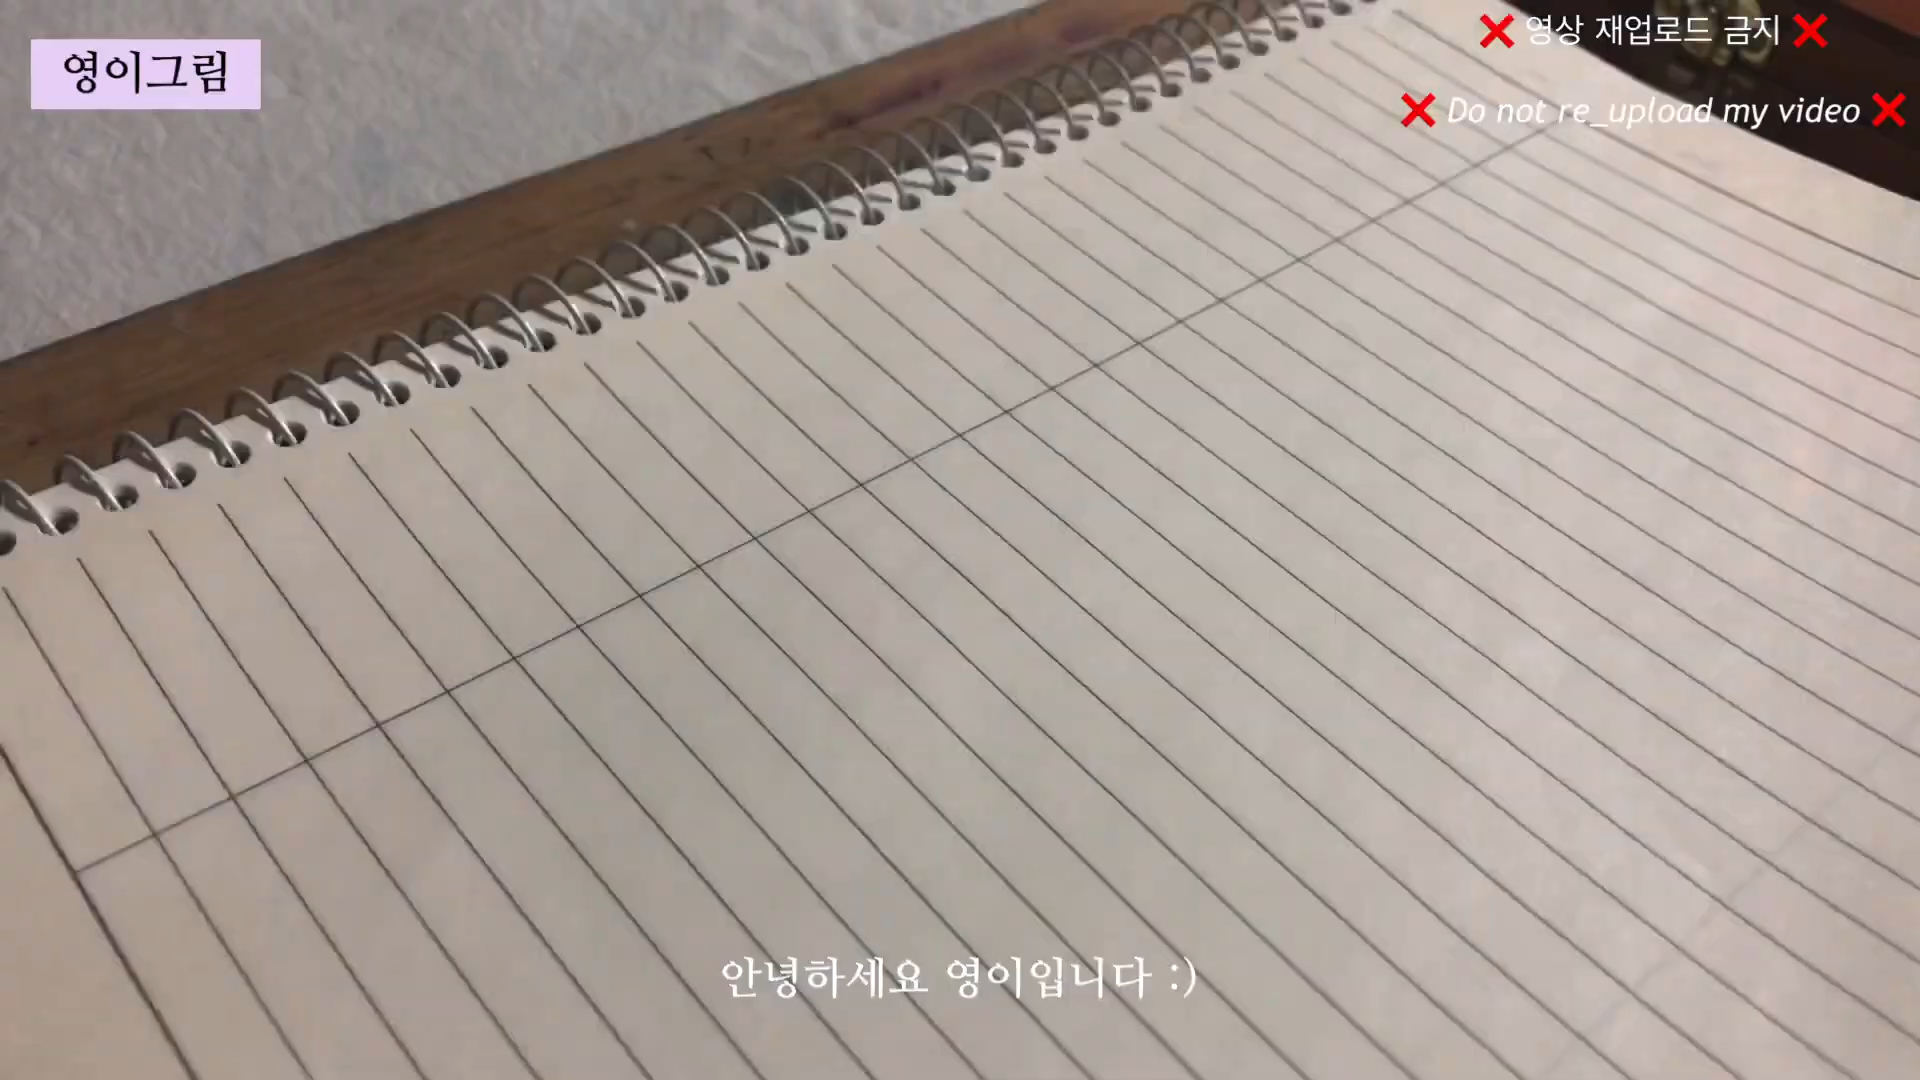 영이그림
❌ 영상 재업로드 금지 ❌
❌ Do not re_upload my video ❌
안녕하세요 영이입니다 :)